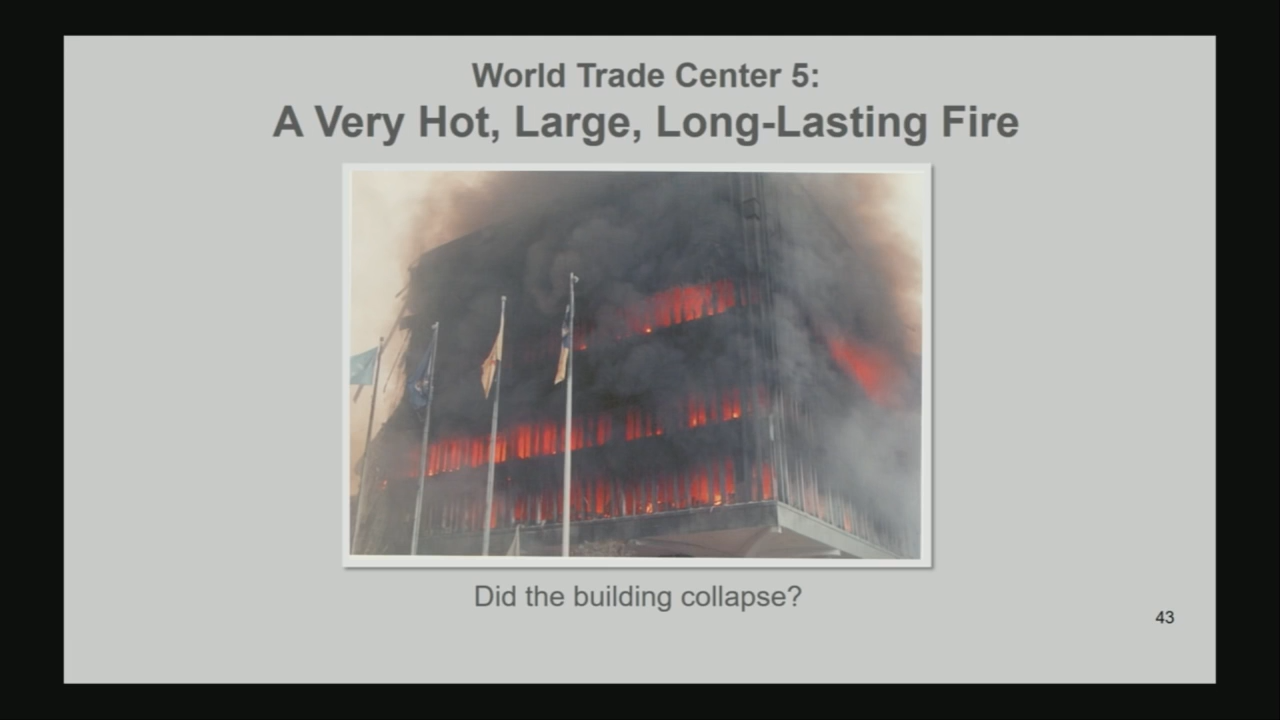 World Trade Center 5:
A Very Hot, Large, Long-Lasting Fire
Did the building collapse?
43